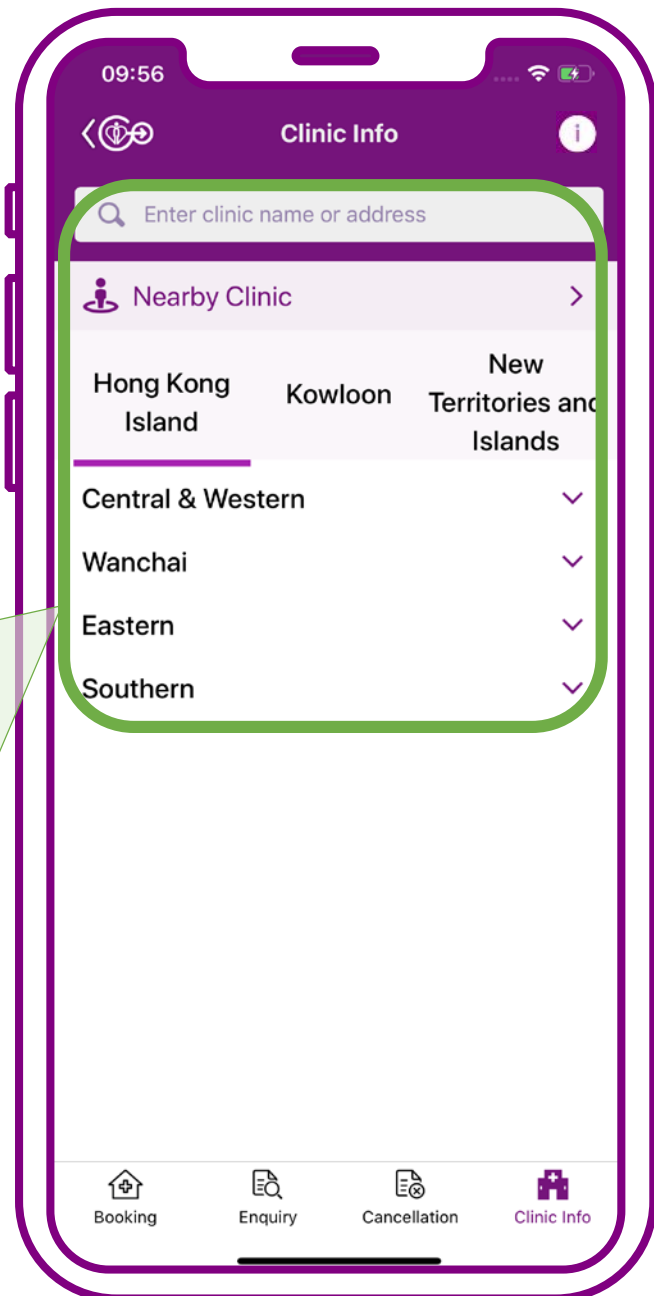 09:56
Clinic Info
i
Enter clinic name or address
Nearby Clinic
Hong Kong
Island
Kowloon
New
Territories and
Islands
Central & Western
Wanchai
Eastern
Southern
Booking
Enquiry
Cancellation
Clinic Info